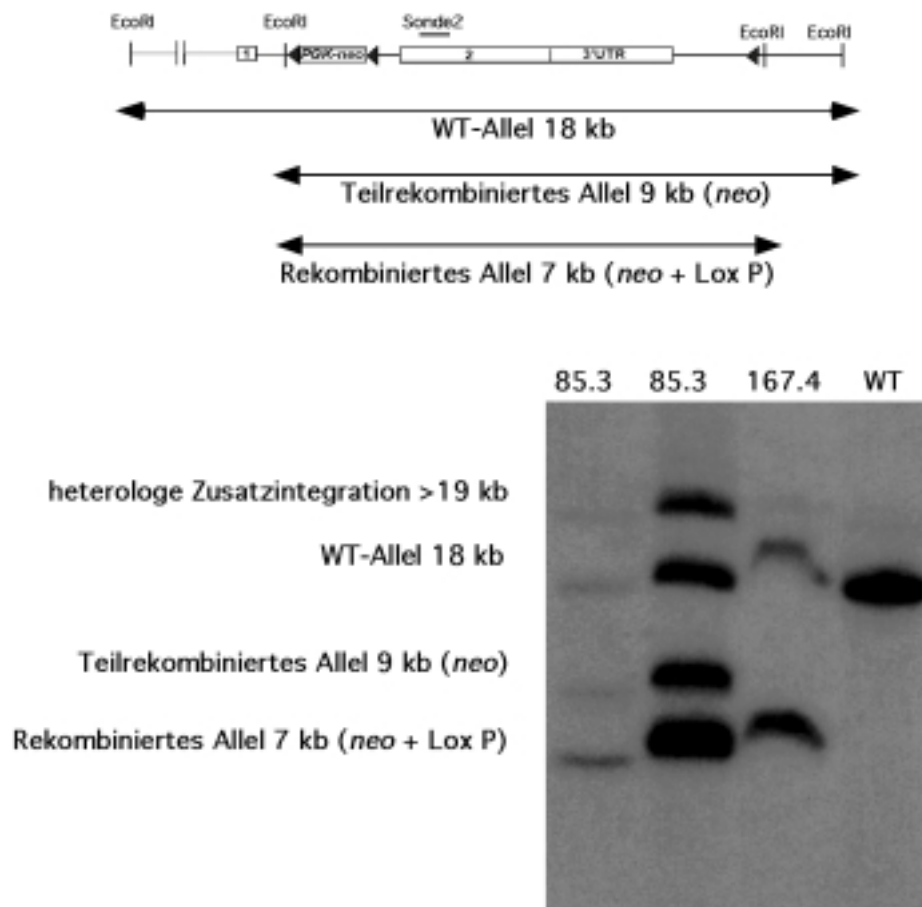 EcoRI EcoRI Sonde2 EcoRI EcoRI
1 PGK-neo 2 3'UTR
WT-Allel 18 kb
Teilrekombiniertes Allel 9 kb (neo)
Rekombiniertes Allel 7 kb (neo + Lox P)
85.3 85.3 167.4 WT
heterologe Zusatzintegration >19 kb
WT-Allel 18 kb
Teilrekombiniertes Allel 9 kb (neo)
Rekombiniertes Allel 7 kb (neo + Lox P)